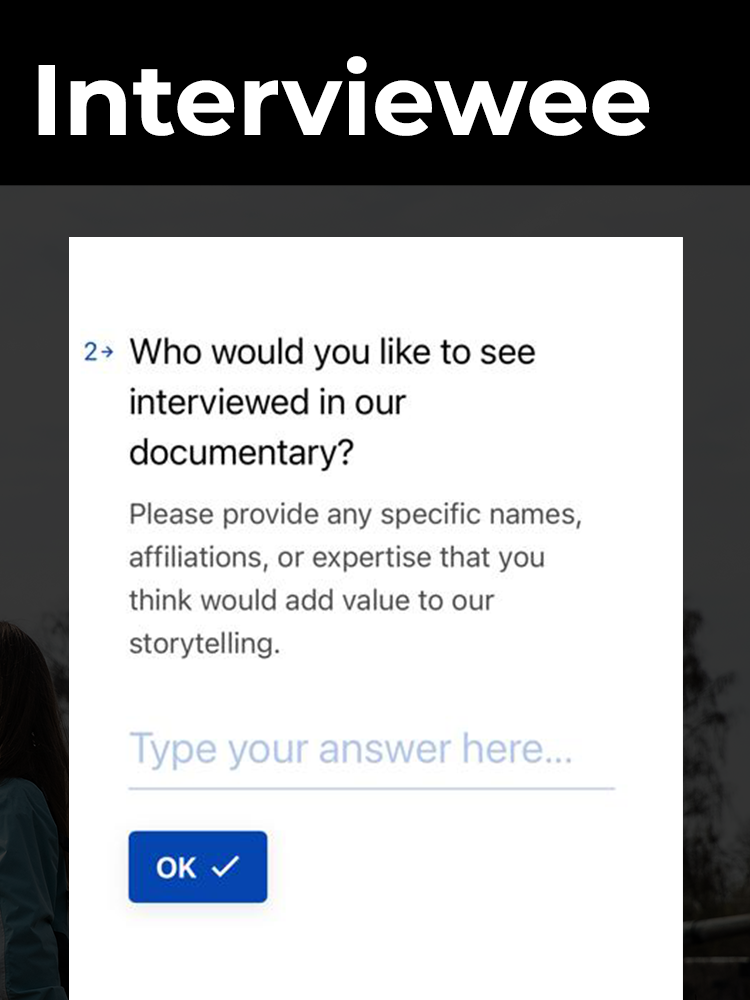 Interviewee
2→ Who would you like to see
interviewed in our
documentary?
Please provide any specific names,
affiliations, or expertise that you
think would add value to our
storytelling.
Type your answer here...
OK ✓